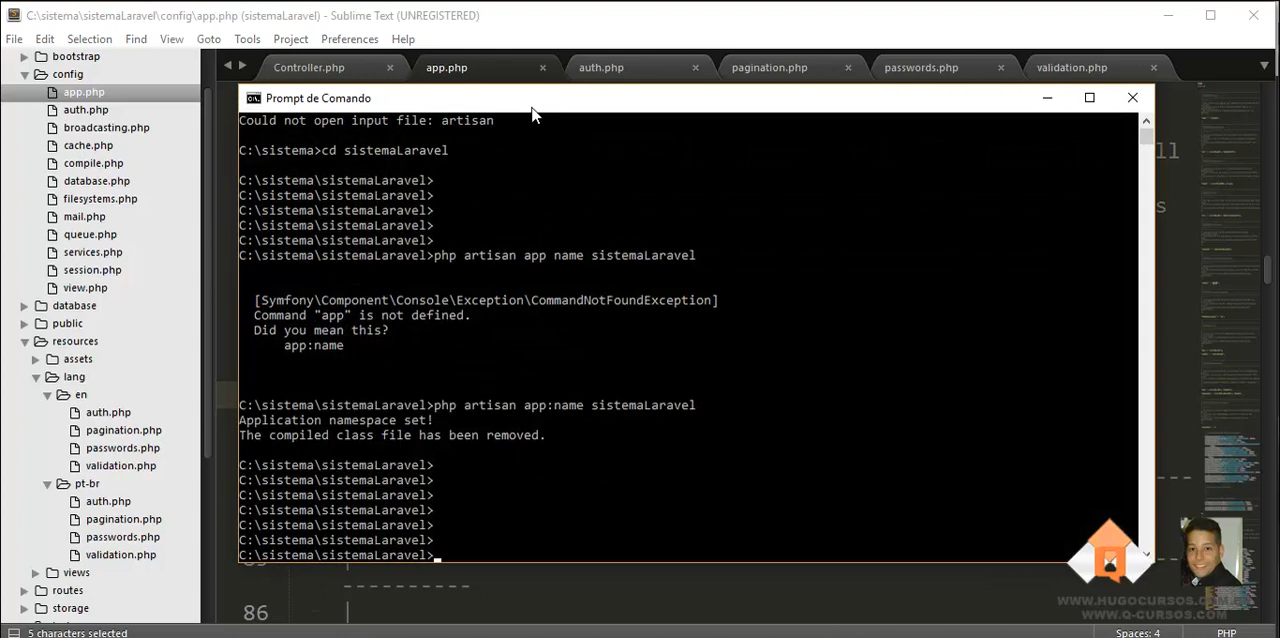 C:\sistema\sistemaLaravel\config\app.php (sistemaLaravel) - Sublime Text (UNREGISTERED)
File Edit Selection Find View Goto Tools Project Preferences Help
bootstrap
config
app.php
auth.php
broadcasting.php
cache.php
compile.php
database.php
filesystems.php
mail.php
queue.php
services.php
session.php
view.php
database
public
resources
assets
lang
en
auth.php
pagination.php
passwords.php
validation.php
pt-br
auth.php
pagination.php
passwords.php
validation.php
views
routes
storage
Controller.php app.php auth.php pagination.php passwords.php validation.php
Prompt de Comando
Could not open input file: artisan
C:\sistema>cd sistemaLaravel
C:\sistema\sistemaLaravel>
C:\sistema\sistemaLaravel>
C:\sistema\sistemaLaravel>
C:\sistema\sistemaLaravel>
C:\sistema\sistemaLaravel>
C:\sistema\sistemaLaravel>php artisan app name sistemaLaravel
[Symfony\Component\Console\Exception\CommandNotFoundException]
Command "app" is not defined.
Did you mean this?
app:name
C:\sistema\sistemaLaravel>php artisan app:name sistemaLaravel
Application namespace set!
The compiled class file has been removed.
C:\sistema\sistemaLaravel>
C:\sistema\sistemaLaravel>
C:\sistema\sistemaLaravel>
C:\sistema\sistemaLaravel>
C:\sistema\sistemaLaravel>
C:\sistema\sistemaLaravel>
C:\sistema\sistemaLaravel>
86
WWW.Q-CURSOS.COM
5 characters selected
Spaces: 4 PHP